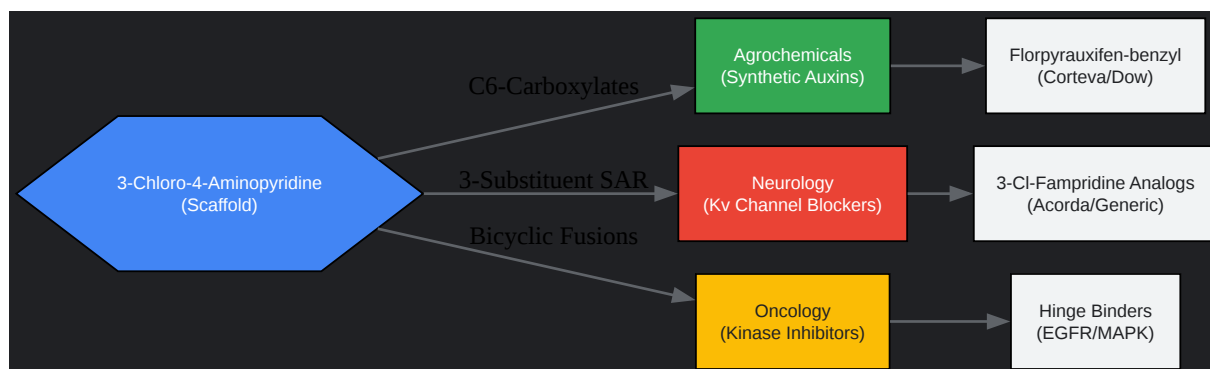 3-Chloro-4-Aminopyridine
(Scaffold)
C6-Carboxylates
3-Substituent SAR
Bicyclic Fusions
Agrochemicals
(Synthetic Auxins)
Florpyrauxifen-benzyl
(Corteva/Dow)
Neurology
(Kv Channel Blockers)
3-Cl-Fampridine Analogs
(Acorda/Generic)
Oncology
(Kinase Inhibitors)
Hinge Binders
(EGFR/MAPK)